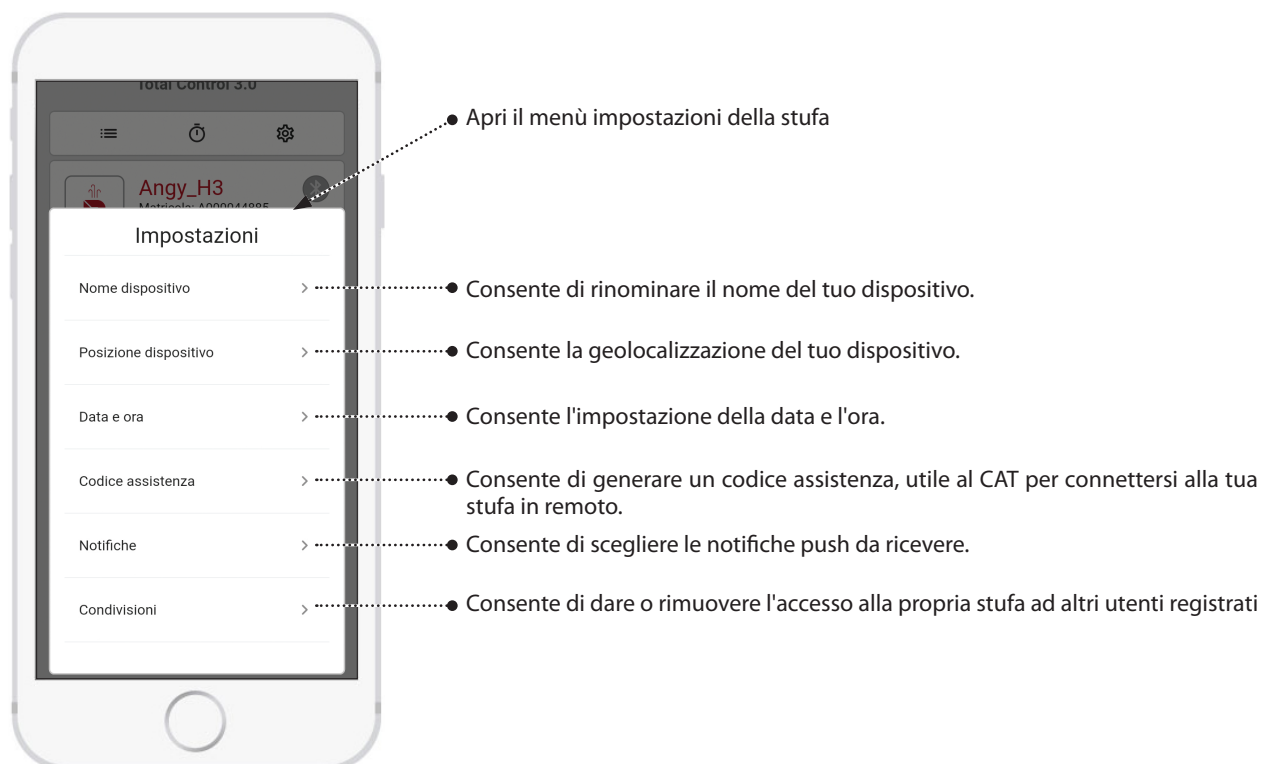 Total Control 3.0
Apri il menù impostazioni della stufa
Angy_H3
Matricola: A000044885
Impostazioni
Nome dispositivo
Consente di rinominare il nome del tuo dispositivo.
Posizione dispositivo
Consente la geolocalizzazione del tuo dispositivo.
Data e ora
Consente l'impostazione della data e l'ora.
Codice assistenza
Consente di generare un codice assistenza, utile al CAT per connettersi alla tua
stufa in remoto.
Notifiche
Consente di scegliere le notifiche push da ricevere.
Condivisioni
Consente di dare o rimuovere l'accesso alla propria stufa ad altri utenti registrati